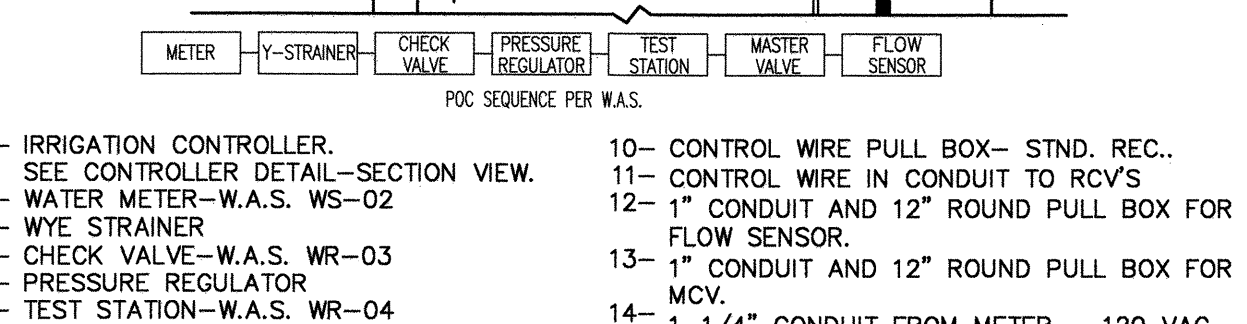 METER
Y-STRAINER
CHECK
VALVE
PRESSURE
REGULATOR
TEST
STATION
MASTER
VALVE
FLOW
SENSOR
POC SEQUENCE PER W.A.S.
- IRRIGATION CONTROLLER.
SEE CONTROLLER DETAIL-SECTION VIEW.
- WATER METER-W.A.S. WS-02
- WYE STRAINER
- CHECK VALVE-W.A.S. WR-03
- PRESSURE REGULATOR
- TEST STATION-W.A.S. WR-04
10- CONTROL WIRE PULL BOX- STND. REC..
11- CONTROL WIRE IN CONDUIT TO RCV'S
12- 1" CONDUIT AND 12" ROUND PULL BOX FOR
FLOW SENSOR.
13- 1" CONDUIT AND 12" ROUND PULL BOX FOR
MCV.
14- 1 1/4" CONDUIT FROM METER - 120 VAC